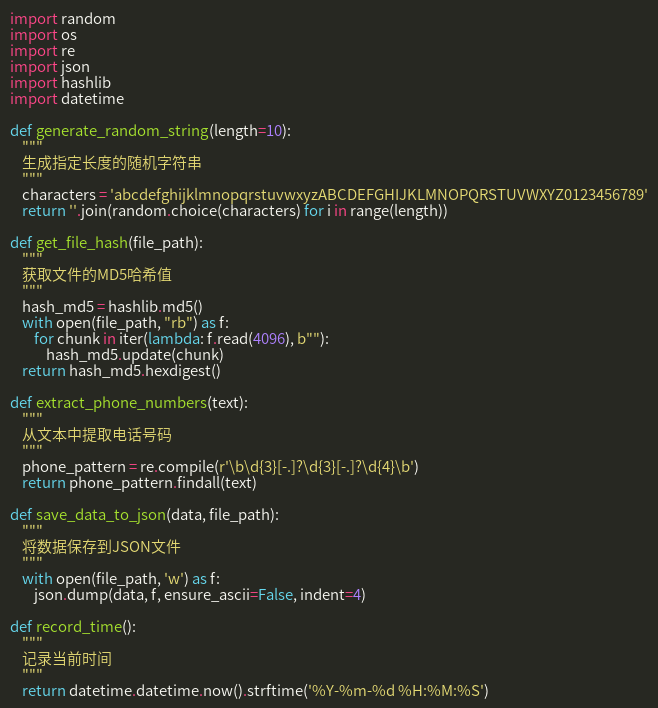 import random
import os
import re
import json
import hashlib
import datetime

def generate_random_string(length=10):
    """
    生成指定长度的随机字符串
    """
    characters = 'abcdefghijklmnopqrstuvwxyzABCDEFGHIJKLMNOPQRSTUVWXYZ0123456789'
    return ''.join(random.choice(characters) for i in range(length))

def get_file_hash(file_path):
    """
    获取文件的MD5哈希值
    """
    hash_md5 = hashlib.md5()
    with open(file_path, "rb") as f:
        for chunk in iter(lambda: f.read(4096), b""):
            hash_md5.update(chunk)
    return hash_md5.hexdigest()

def extract_phone_numbers(text):
    """
    从文本中提取电话号码
    """
    phone_pattern = re.compile(r'\b\d{3}[-.]?\d{3}[-.]?\d{4}\b')
    return phone_pattern.findall(text)

def save_data_to_json(data, file_path):
    """
    将数据保存到JSON文件
    """
    with open(file_path, 'w') as f:
        json.dump(data, f, ensure_ascii=False, indent=4)

def record_time():
    """
    记录当前时间
    """
    return datetime.datetime.now().strftime('%Y-%m-%d %H:%M:%S')